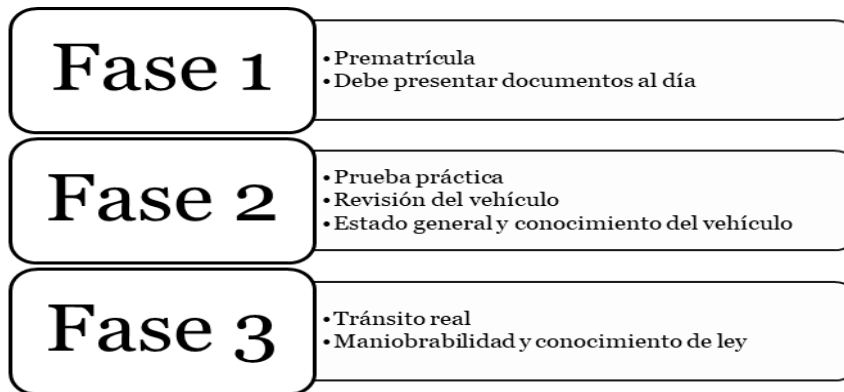 Fase 1
•Prematrícula
•Debe presentar documentos al día
Fase 2
•Prueba práctica
•Revisión del vehículo
•Estado general y conocimiento del vehículo
Fase 3
•Tránsito real
•Maniobrabilidad y conocimiento de ley